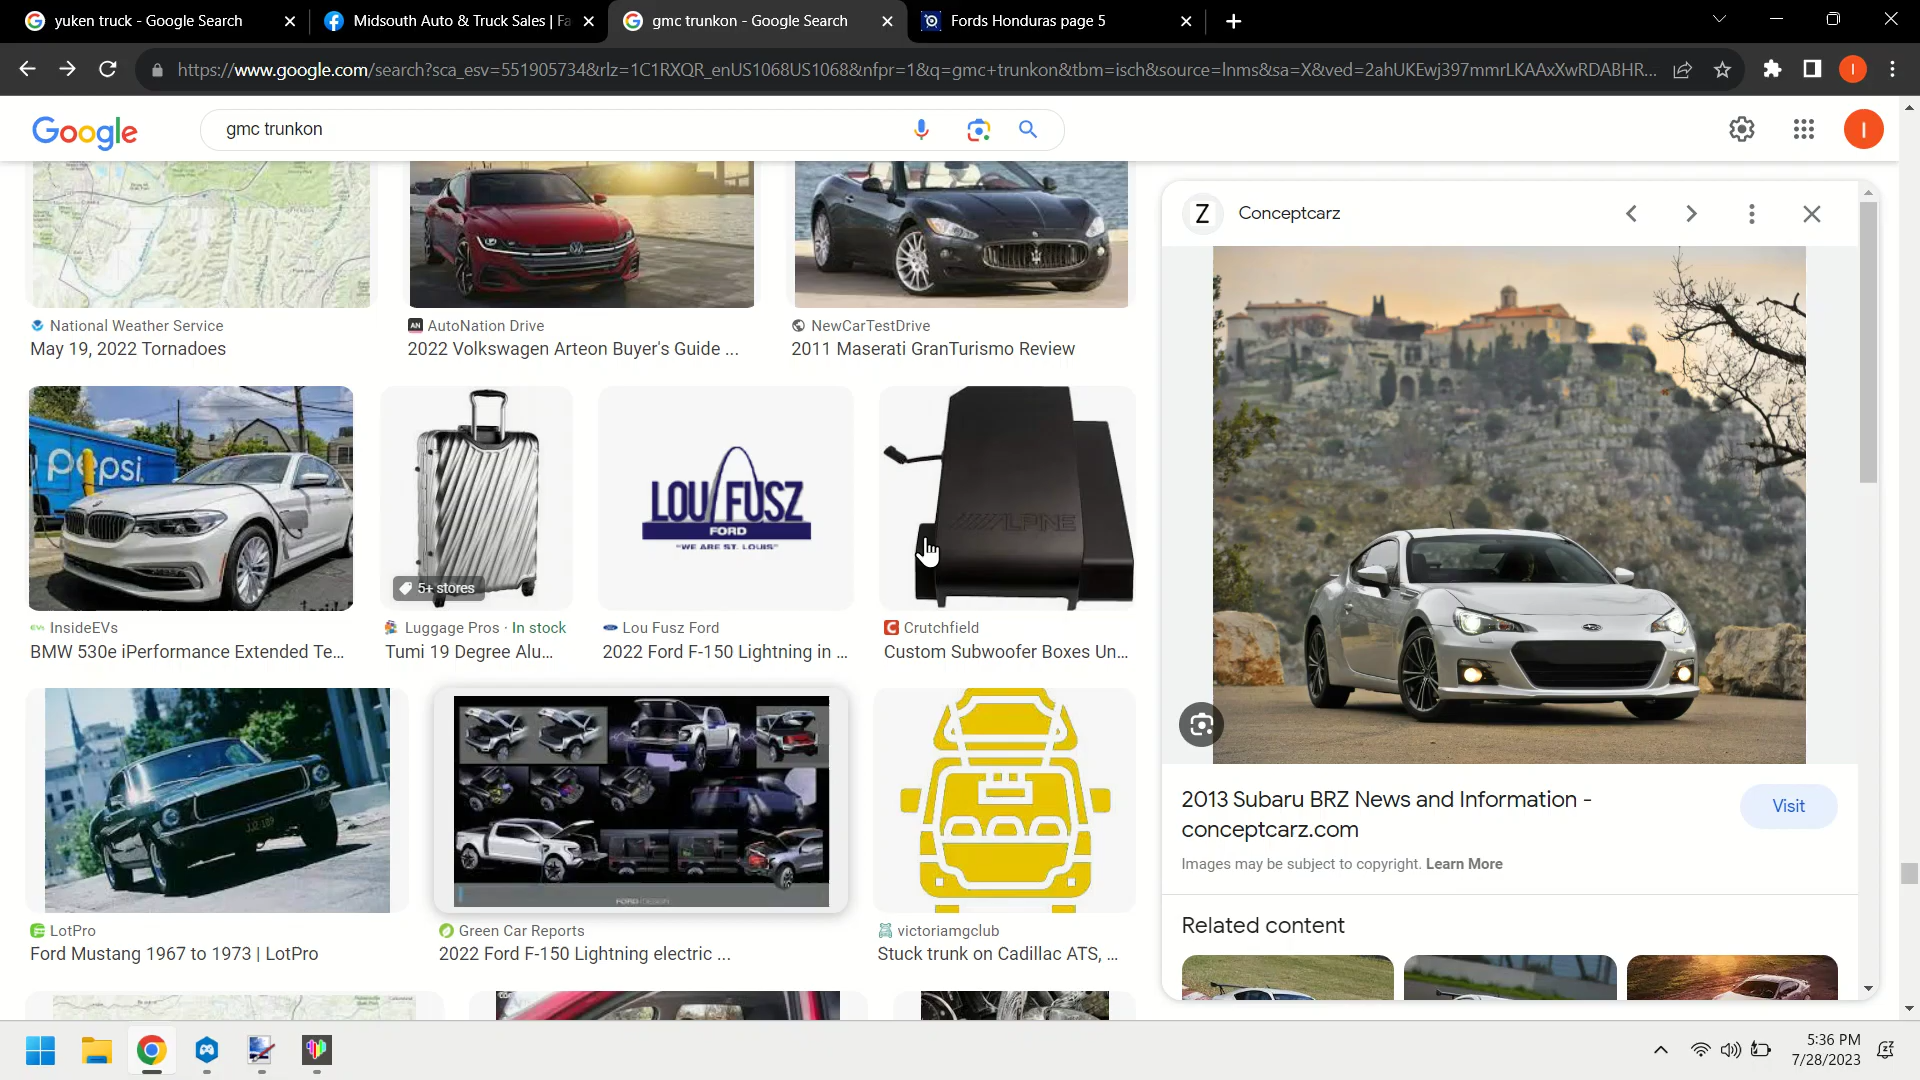 yuken truck - Google Search
Midsouth Auto & Truck Sales | Fa
gmc trunkon - Google Search
Fords Honduras page 5
https://www.google.com/search?sca_esv=551905734&rlz=1C1RXQR_enUS1068US1068&nfpr=1&q=gmc+trunkon&tbm=isch&source=lnms&sa=X&ved=2ahUKEwj397mmrLKAAxXwRDABHR...
I
Google
gmc trunkon
I
National Weather Service
May 19, 2022 Tornadoes
AN AutoNation Drive
2022 Volkswagen Arteon Buyer's Guide ...
NewCarTestDrive
2011 Maserati GranTurismo Review
pepsi
InsideEVs
BMW 530e iPerformance Extended Te...
5+ stores
Luggage Pros · In stock
Tumi 19 Degree Alu...
LOU FUSZ
FORD
"WE ARE ST. LOUIS"
Lou Fusz Ford
2022 Ford F-150 Lightning in ...
ALPINE
Crutchfield
Custom Subwoofer Boxes Un...
LotPro
Ford Mustang 1967 to 1973 | LotPro
FORD DESIGN
Green Car Reports
2022 Ford F-150 Lightning electric ...
victoriamgclub
Stuck trunk on Cadillac ATS, ...
Z Conceptcarz
2013 Subaru BRZ News and Information -
conceptcarz.com
Visit
Images may be subject to copyright. Learn More
Related content
5:36 PM
7/28/2023